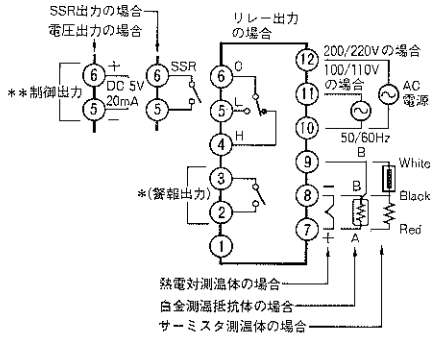 SSR出力の場合
電圧出力の場合
リレー出力
の場合
**制御出力
+
DC 5V
20mA
−
6
5
SSR
6
5
6
C
5
L
4
H
3
*(警報出力)
2
1
12
200/220Vの場合
11
100/110V
の場合
AC
電源
10
50/60Hz
9
B
White
8
−
B
Black
7
+
A
Red
熱電対測温体の場合
白金測温抵抗体の場合
サーミスタ測温体の場合